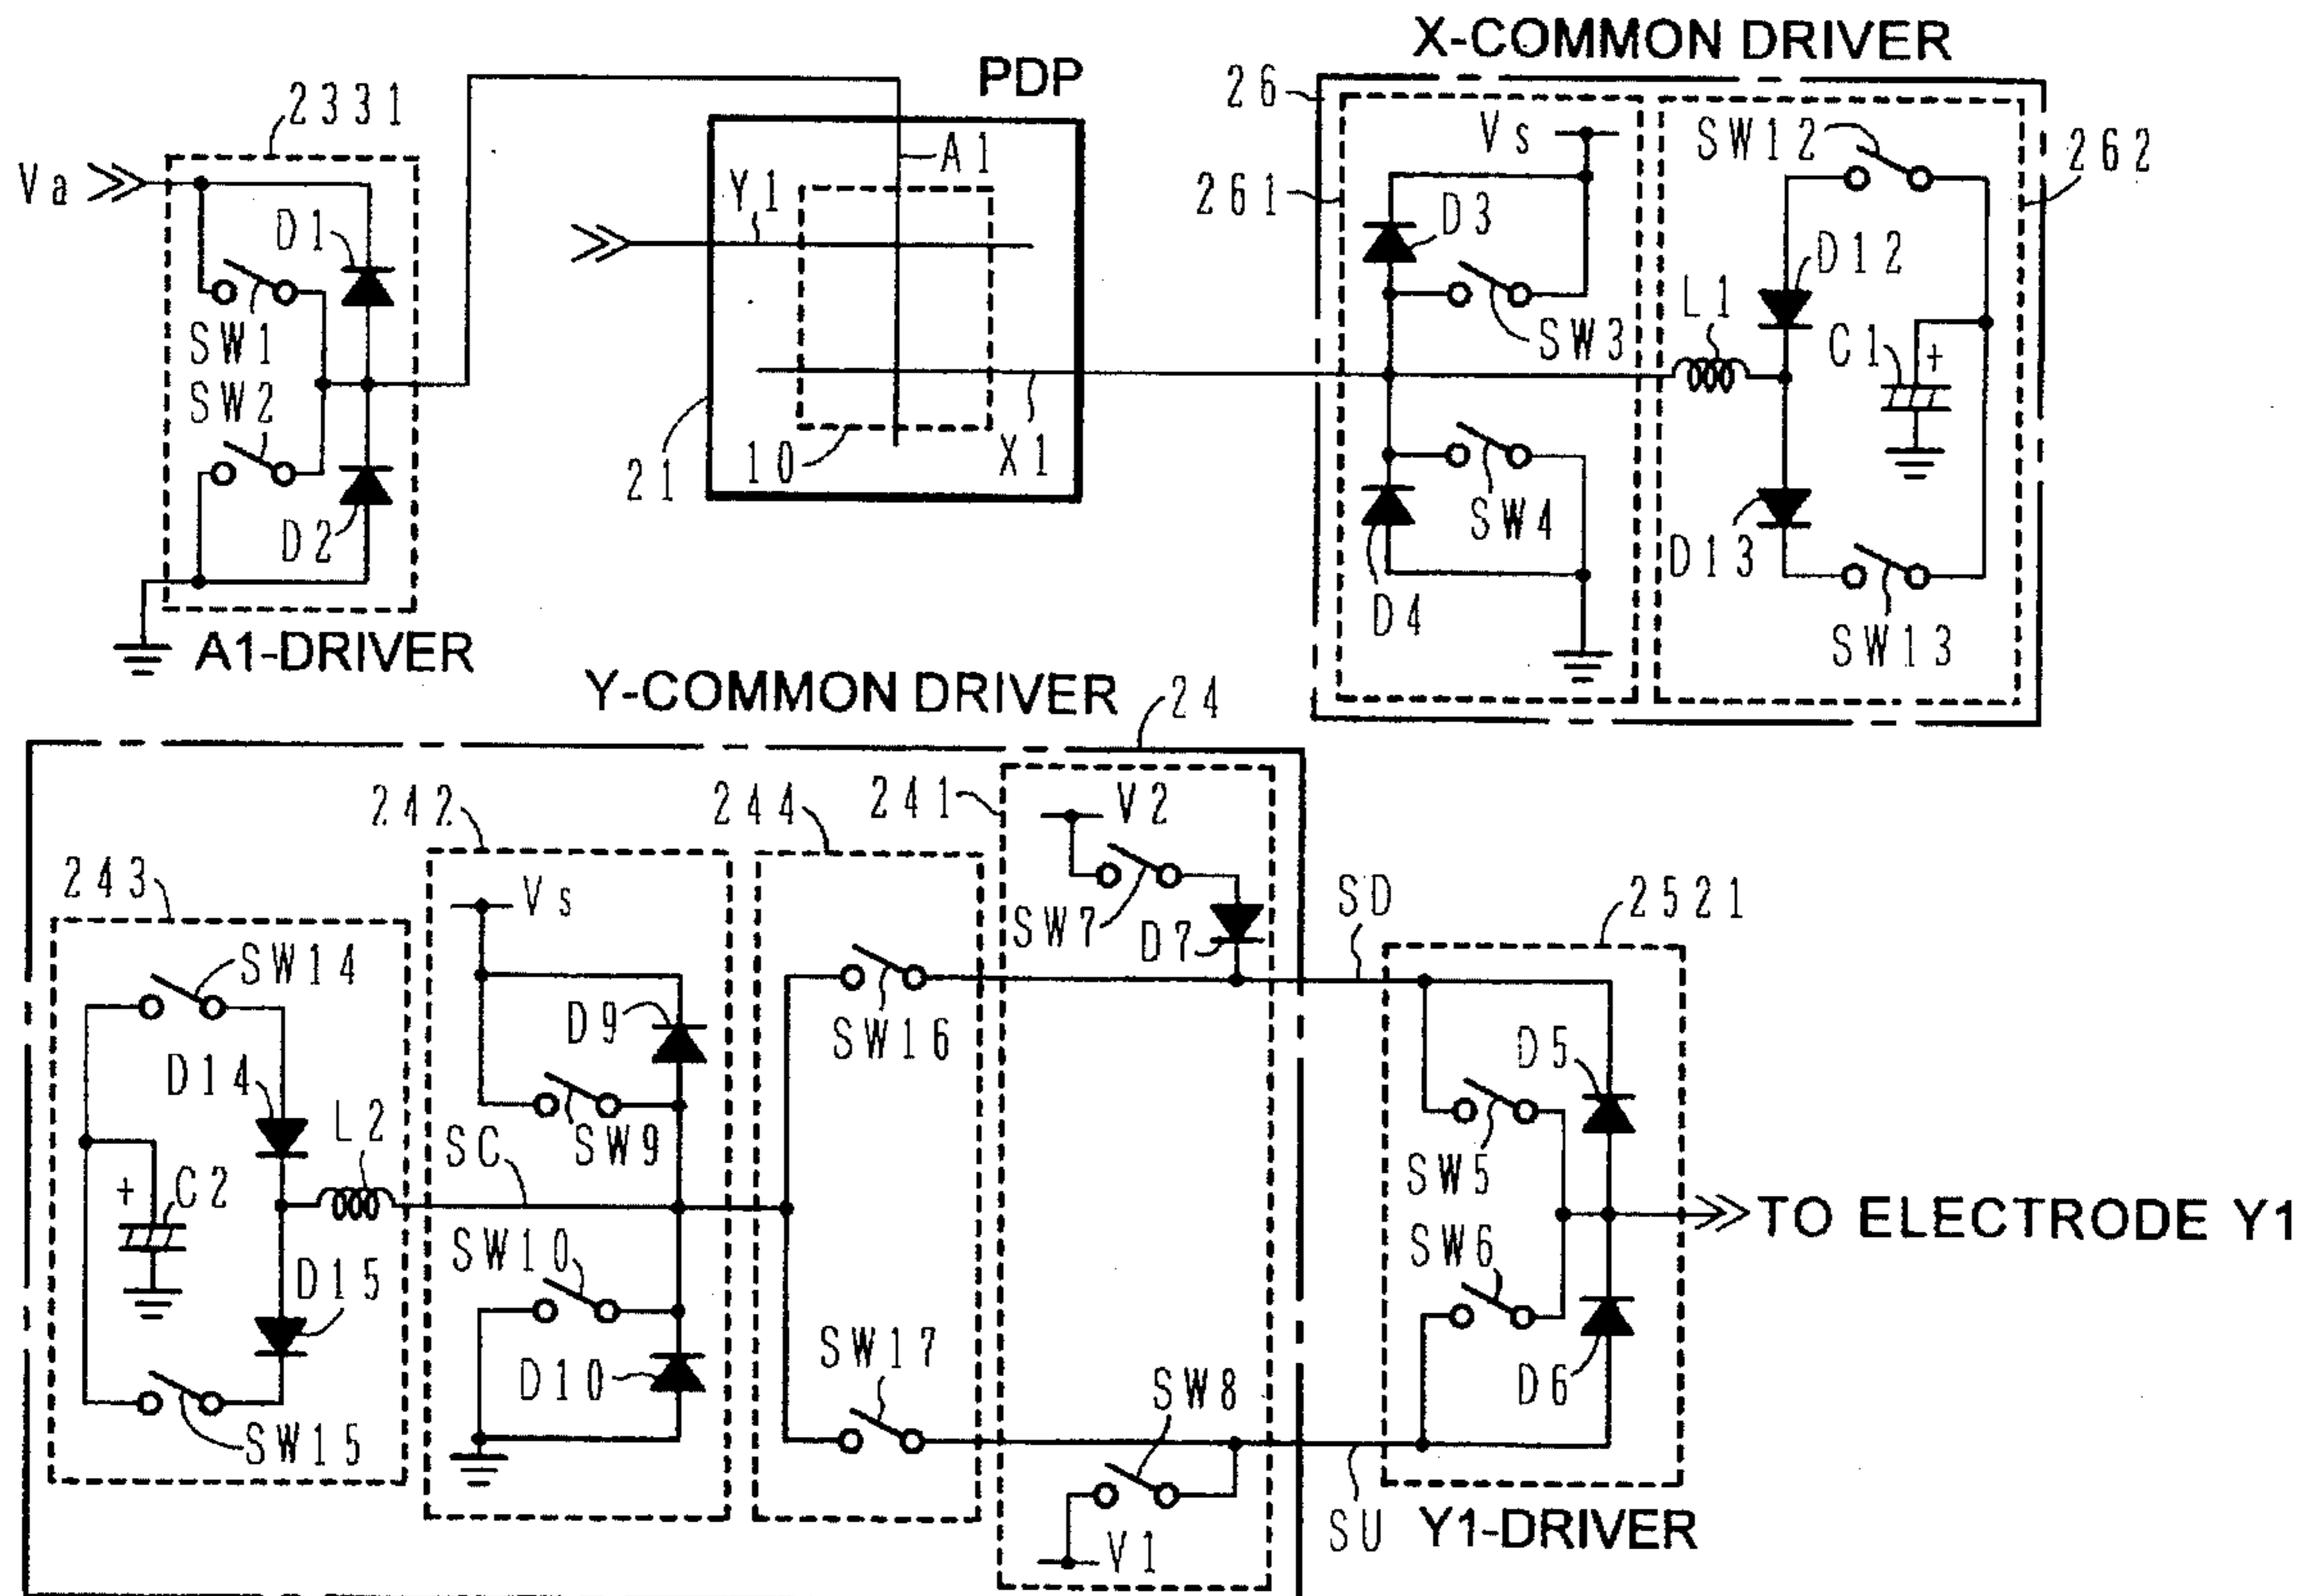 X-COMMON DRIVER
PDP
2331
26
Vs
SW12
262
Va
A1
261
D3
Y1
D1
D12
L1
SW3
C1
+
SW1
SW2
21
10
X1
SW4
D2
D13
D4
SW13
A1-DRIVER
Y-COMMON DRIVER
24
242
244
241
V2
243
Vs
SW7
D7
SD
2521
SW14
D9
SW16
D5
D14
L2
SC
SW9
SW5
+
C2
SW10
SW6
TO ELECTRODE Y1
D15
SW17
D10
SW8
D6
SW15
V1
SU
Y1-DRIVER